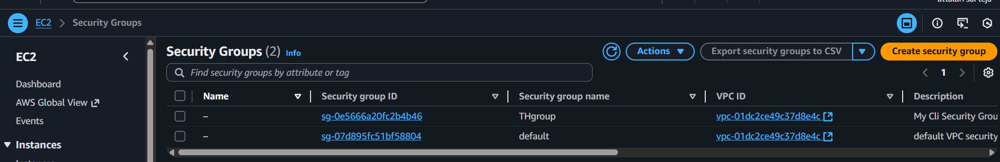 EC2 > Security Groups
EC2
Dashboard
AWS Global View
Events
Instances
Security Groups (2) Info
Actions
Export security groups to CSV
Create security group
Find security groups by attribute or tag
1
Name Security group ID Security group name VPC ID Description
– sg-0e5666a20fc2b4b46 THgroup vpc-01dc2ce49c37d8e4c My Cli Security Grou
– sg-07d895fc51bf58804 default vpc-01dc2ce49c37d8e4c default VPC security